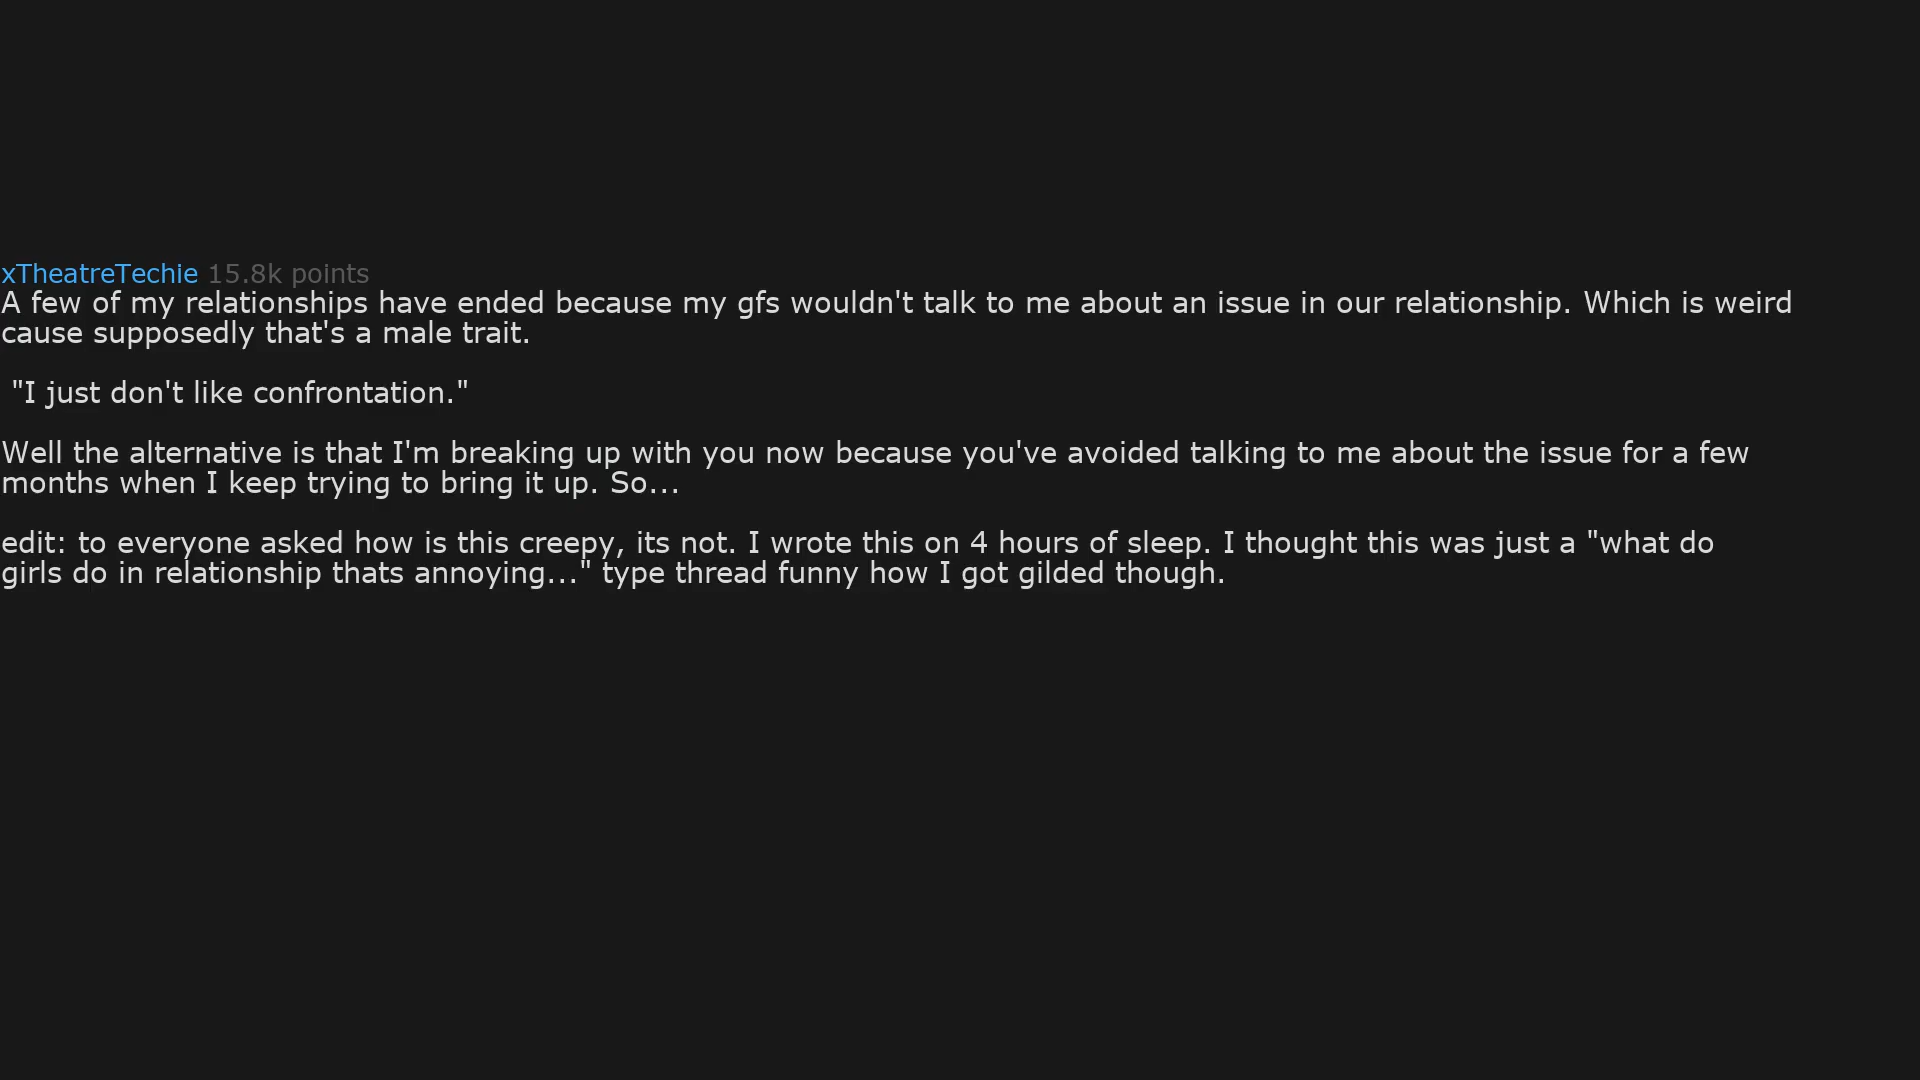 xTheatreTechie 15.8k points
A few of my relationships have ended because my gfs wouldn't talk to me about an issue in our relationship. Which is weird
cause supposedly that's a male trait.
"I just don't like confrontation."
Well the alternative is that I'm breaking up with you now because you've avoided talking to me about the issue for a few
months when I keep trying to bring it up. So...
edit: to everyone asked how is this creepy, its not. I wrote this on 4 hours of sleep. I thought this was just a "what do
girls do in relationship thats annoying..." type thread funny how I got gilded though.